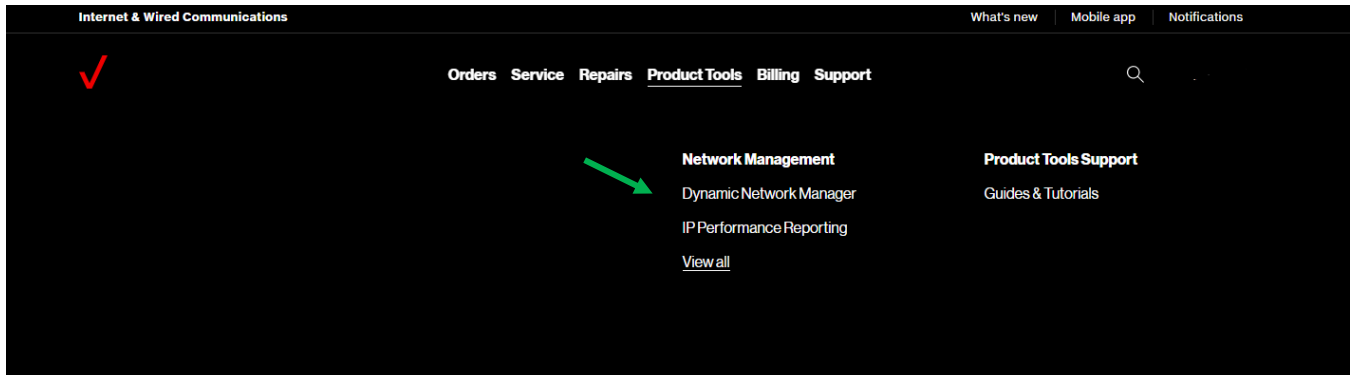 Internet & Wired Communications
What's new
Mobile app
Notifications
Orders Service Repairs Product Tools Billing Support
Network Management
Dynamic Network Manager
IP Performance Reporting
View all
Product Tools Support
Guides & Tutorials